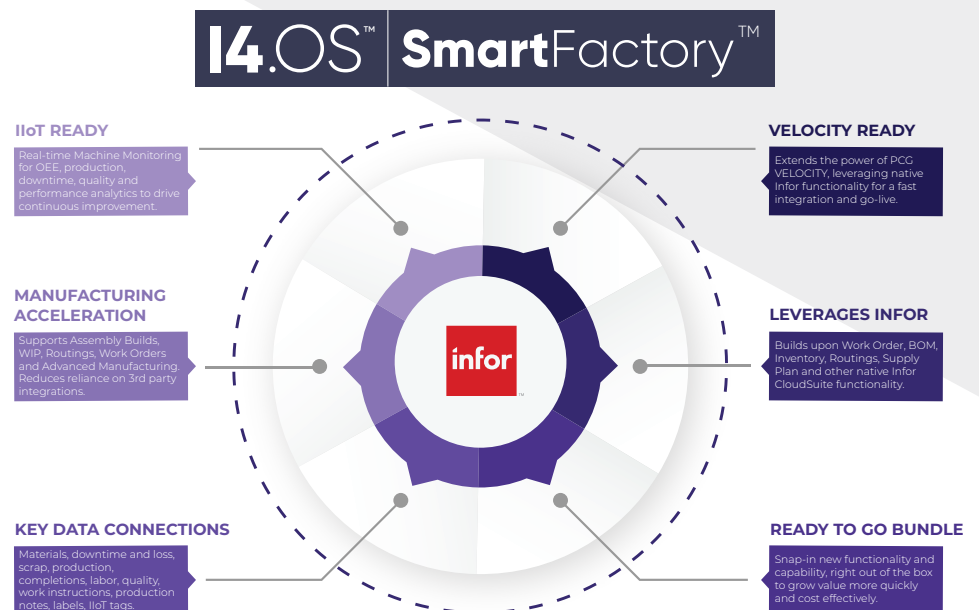 I4.OS™ SmartFactory™
IIoT READY
Real-time Machine Monitoring
for OEE, production,
downtime, quality and
performance analytics to drive
continuous improvement.
MANUFACTURING
ACCELERATION
Supports Assembly Builds,
WIP, Routings, Work Orders
and Advanced Manufacturing.
Reduces reliance on 3rd party
integrations.
KEY DATA CONNECTIONS
Materials, downtime and loss,
scrap, production,
completions, labor, quality,
work instructions, production
notes, labels, IIoT tags.
infor™
VELOCITY READY
Extends the power of PCG
VELOCITY, leveraging native
Infor functionality for a fast
integration and go-live.
LEVERAGES INFOR
Builds upon Work Order, BOM,
Inventory, Routings, Supply
Plan and other native Infor
CloudSuite functionality.
READY TO GO BUNDLE
Snap-in new functionality and
capability, right out of the box
to grow value more quickly
and cost effectively.